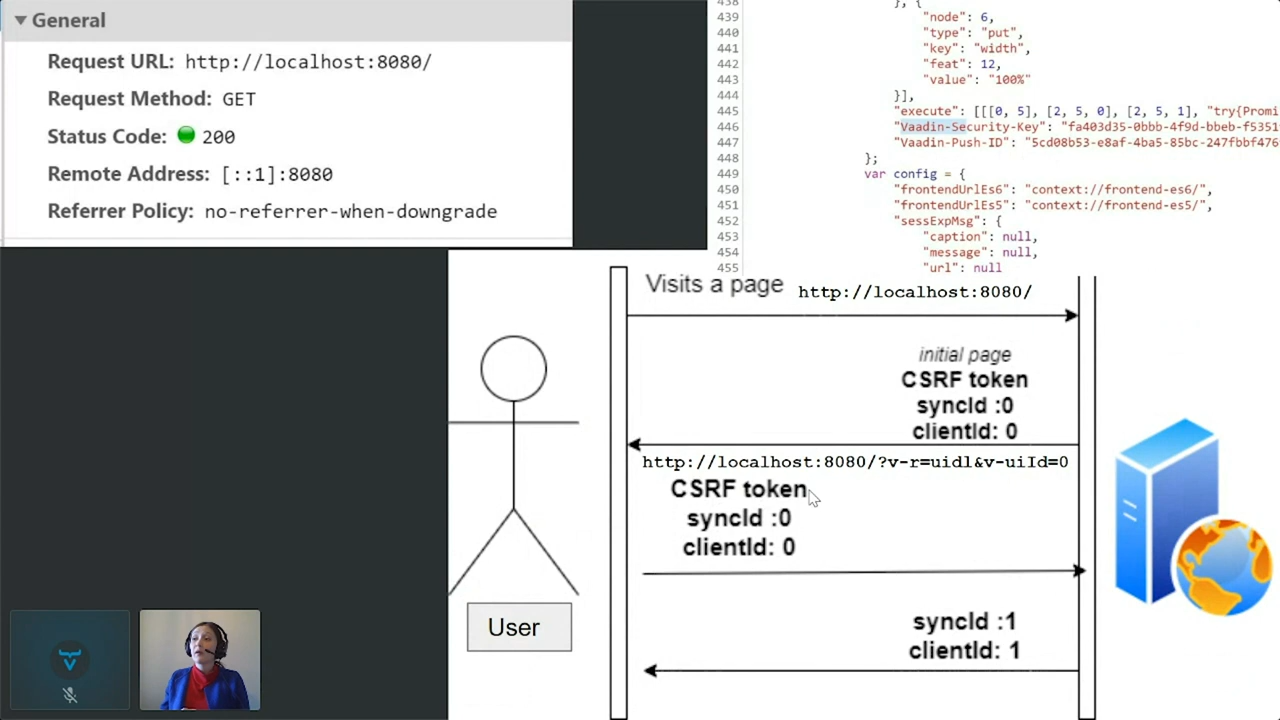 General
Request URL: http://localhost:8080/
Request Method: GET
Status Code: 200
Remote Address: [::1]:8080
Referrer Policy: no-referrer-when-downgrade
438 }, {
439 "node": 6,
440 "type": "put",
441 "key": "width",
442 "feat": 12,
443 "value": "100%"
444 }],
445 "execute": [[[0, 5], [2, 5, 0], [2, 5, 1], "try{Promi
446 "Vaadin-Security-Key": "fa403d35-0bbb-4f9d-bbeb-f5351
447 "Vaadin-Push-ID": "5cd08b53-e8af-4ba5-85bc-247fbbf476
448 };
449 var config = {
450 "frontendUrlEs6": "context://frontend-es6/",
451 "frontendUrlEs5": "context://frontend-es5/",
452 "sessExpMsg": {
453 "caption": null,
454 "message": null,
455 "url": null
Visits a page http://localhost:8080/
initial page
CSRF token
syncId :0
clientId: 0
http://localhost:8080/?v-r=uidl&v-uiId=0
CSRF token
syncId :0
clientId: 0
User
syncId :1
clientId: 1